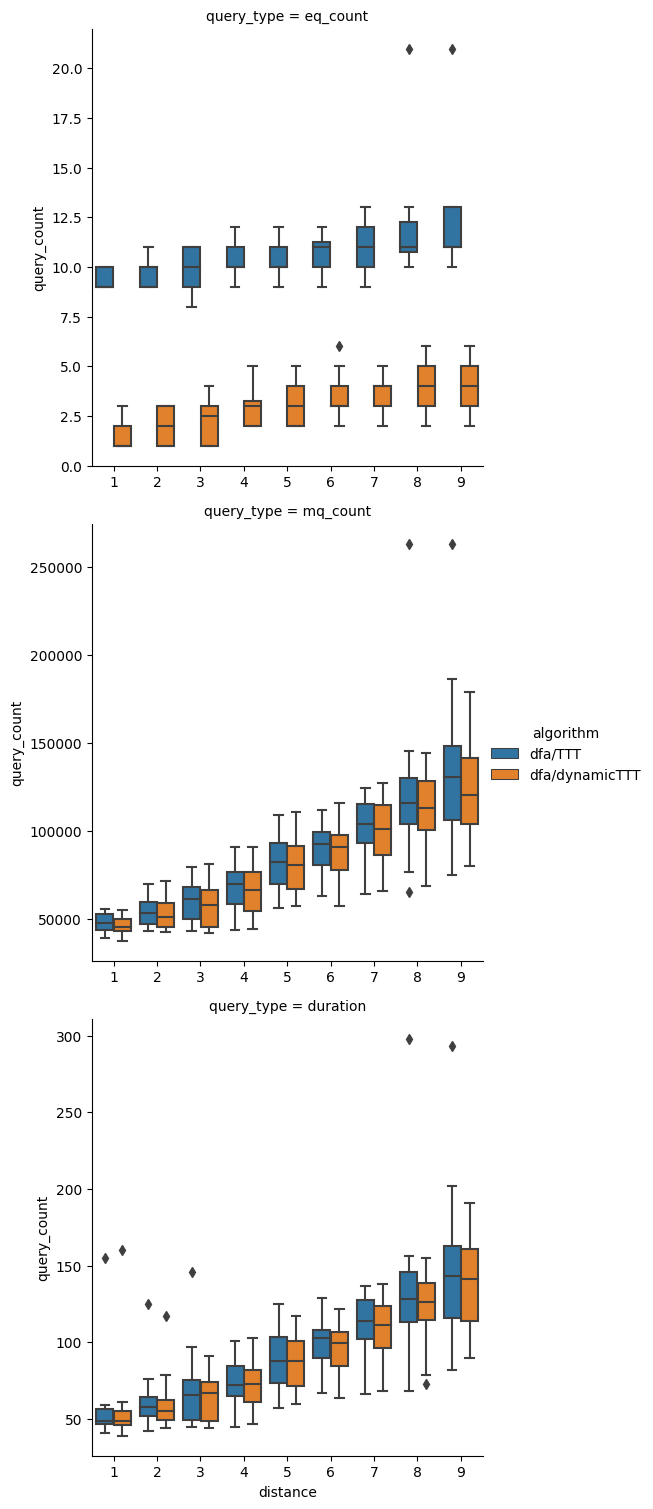 query_type = eq_count
20.0
17.5
15.0
12.5
10.0
7.5
5.0
2.5
0.0
query_count
1 2 3 4 5 6 7 8 9
query_type = mq_count
250000
200000
150000
100000
50000
query_count
1 2 3 4 5 6 7 8 9
algorithm
dfa/TTT
dfa/dynamicTTT
query_type = duration
300
250
200
150
100
50
query_count
1 2 3 4 5 6 7 8 9
distance